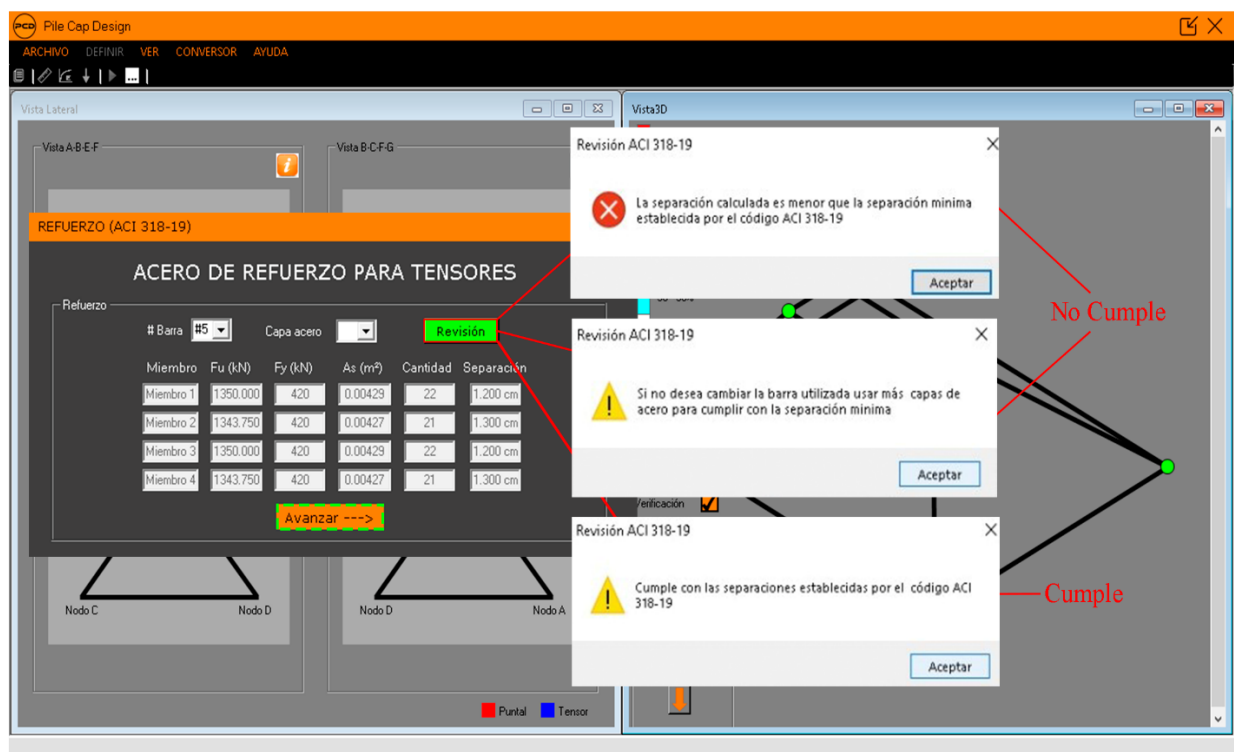 PCD Pile Cap Design
ARCHIVO DEFINIR VER CONVERSOR AYUDA
Vista Lateral
Vista A-B-E-F
Vista B-C-F-G
Vista3D
REFUERZO (ACI 318-19)
ACERO DE REFUERZO PARA TENSORES
Refuerzo
# Barra #5 Capa acero Revisión
Miembro Fu (kN) Fy (kN) As (m²) Cantidad Separación
Miembro 1 1350.000 420 0.00429 22 1.200 cm
Miembro 2 1343.750 420 0.00427 21 1.300 cm
Miembro 3 1350.000 420 0.00429 22 1.200 cm
Miembro 4 1343.750 420 0.00427 21 1.300 cm
Avanzar --->
Nodo C Nodo D
Nodo D Nodo A
Puntal Tensor
Revisión ACI 318-19
La separación calculada es menor que la separación minima
establecida por el código ACI 318-19
Aceptar
No Cumple
Revisión ACI 318-19
Si no desea cambiar la barra utilizada usar más capas de
acero para cumplir con la separación minima
Aceptar
Verificación
Revisión ACI 318-19
Cumple con las separaciones establecidas por el código ACI
318-19
Aceptar
Cumple